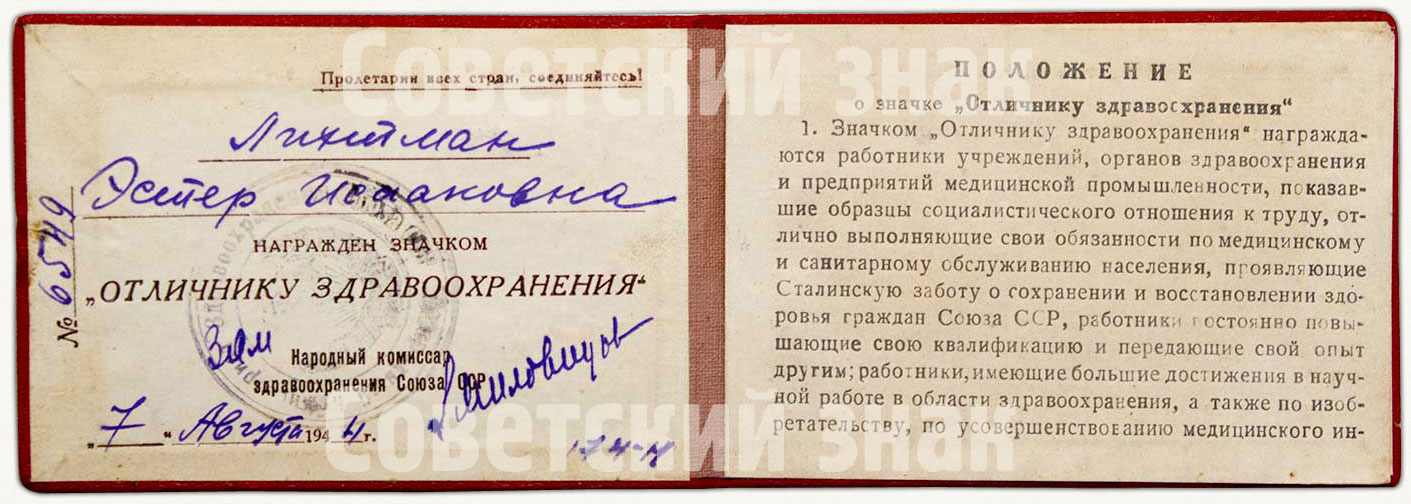 Пролетарии всех стран, соединяйтесь!
Лихтман
Эстер Исааковна
НАГРАЖДЕН ЗНАЧКОМ
„ОТЛИЧНИКУ ЗДРАВООХРАНЕНИЯ“
Зам
Народный комиссар
здравоохранения Союза ССР
„7“ Августа 1944 г.
№ 6549
ПОЛОЖЕНИЕ
о значке „Отличнику здравоохранения“
1. Значком „Отличнику здравоохранения“ награжда-
ются работники учреждений, органов здравоохранения
и предприятий медицинской промышленности, показав-
шие образцы социалистического отношения к труду, от-
лично выполняющие свои обязанности по медицинскому
и санитарному обслуживанию населения, проявляющие
Сталинскую заботу о сохранении и восстановлении здо-
ровья граждан Союза ССР, работники постоянно повы-
шающие свою квалификацию и передающие свой опыт
другим; работники, имеющие большие достижения в науч-
ной работе в области здравоохранения, а также по изоб-
ретательству, по усовершенствованию медицинского ин-
Советский знак
Советский знак